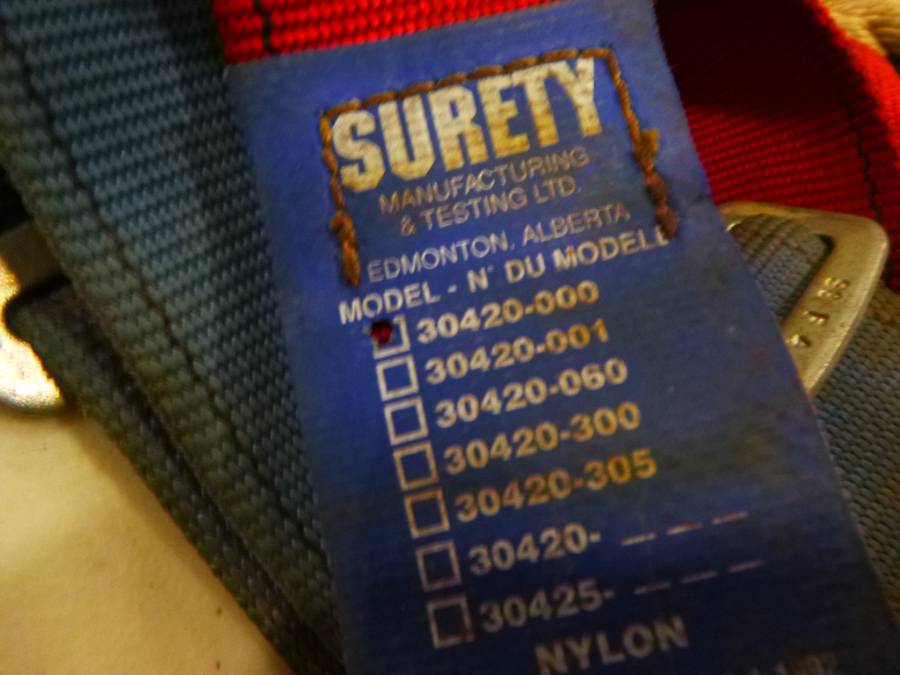 SURETY
MANUFACTURING
& TESTING LTD.
EDMONTON, ALBERTA
MODEL - N° DU MODELE
30420-000
30420-001
30420-060
30420-300
30420-305
30420- _ _ _
30425- _ _ _
NYLON